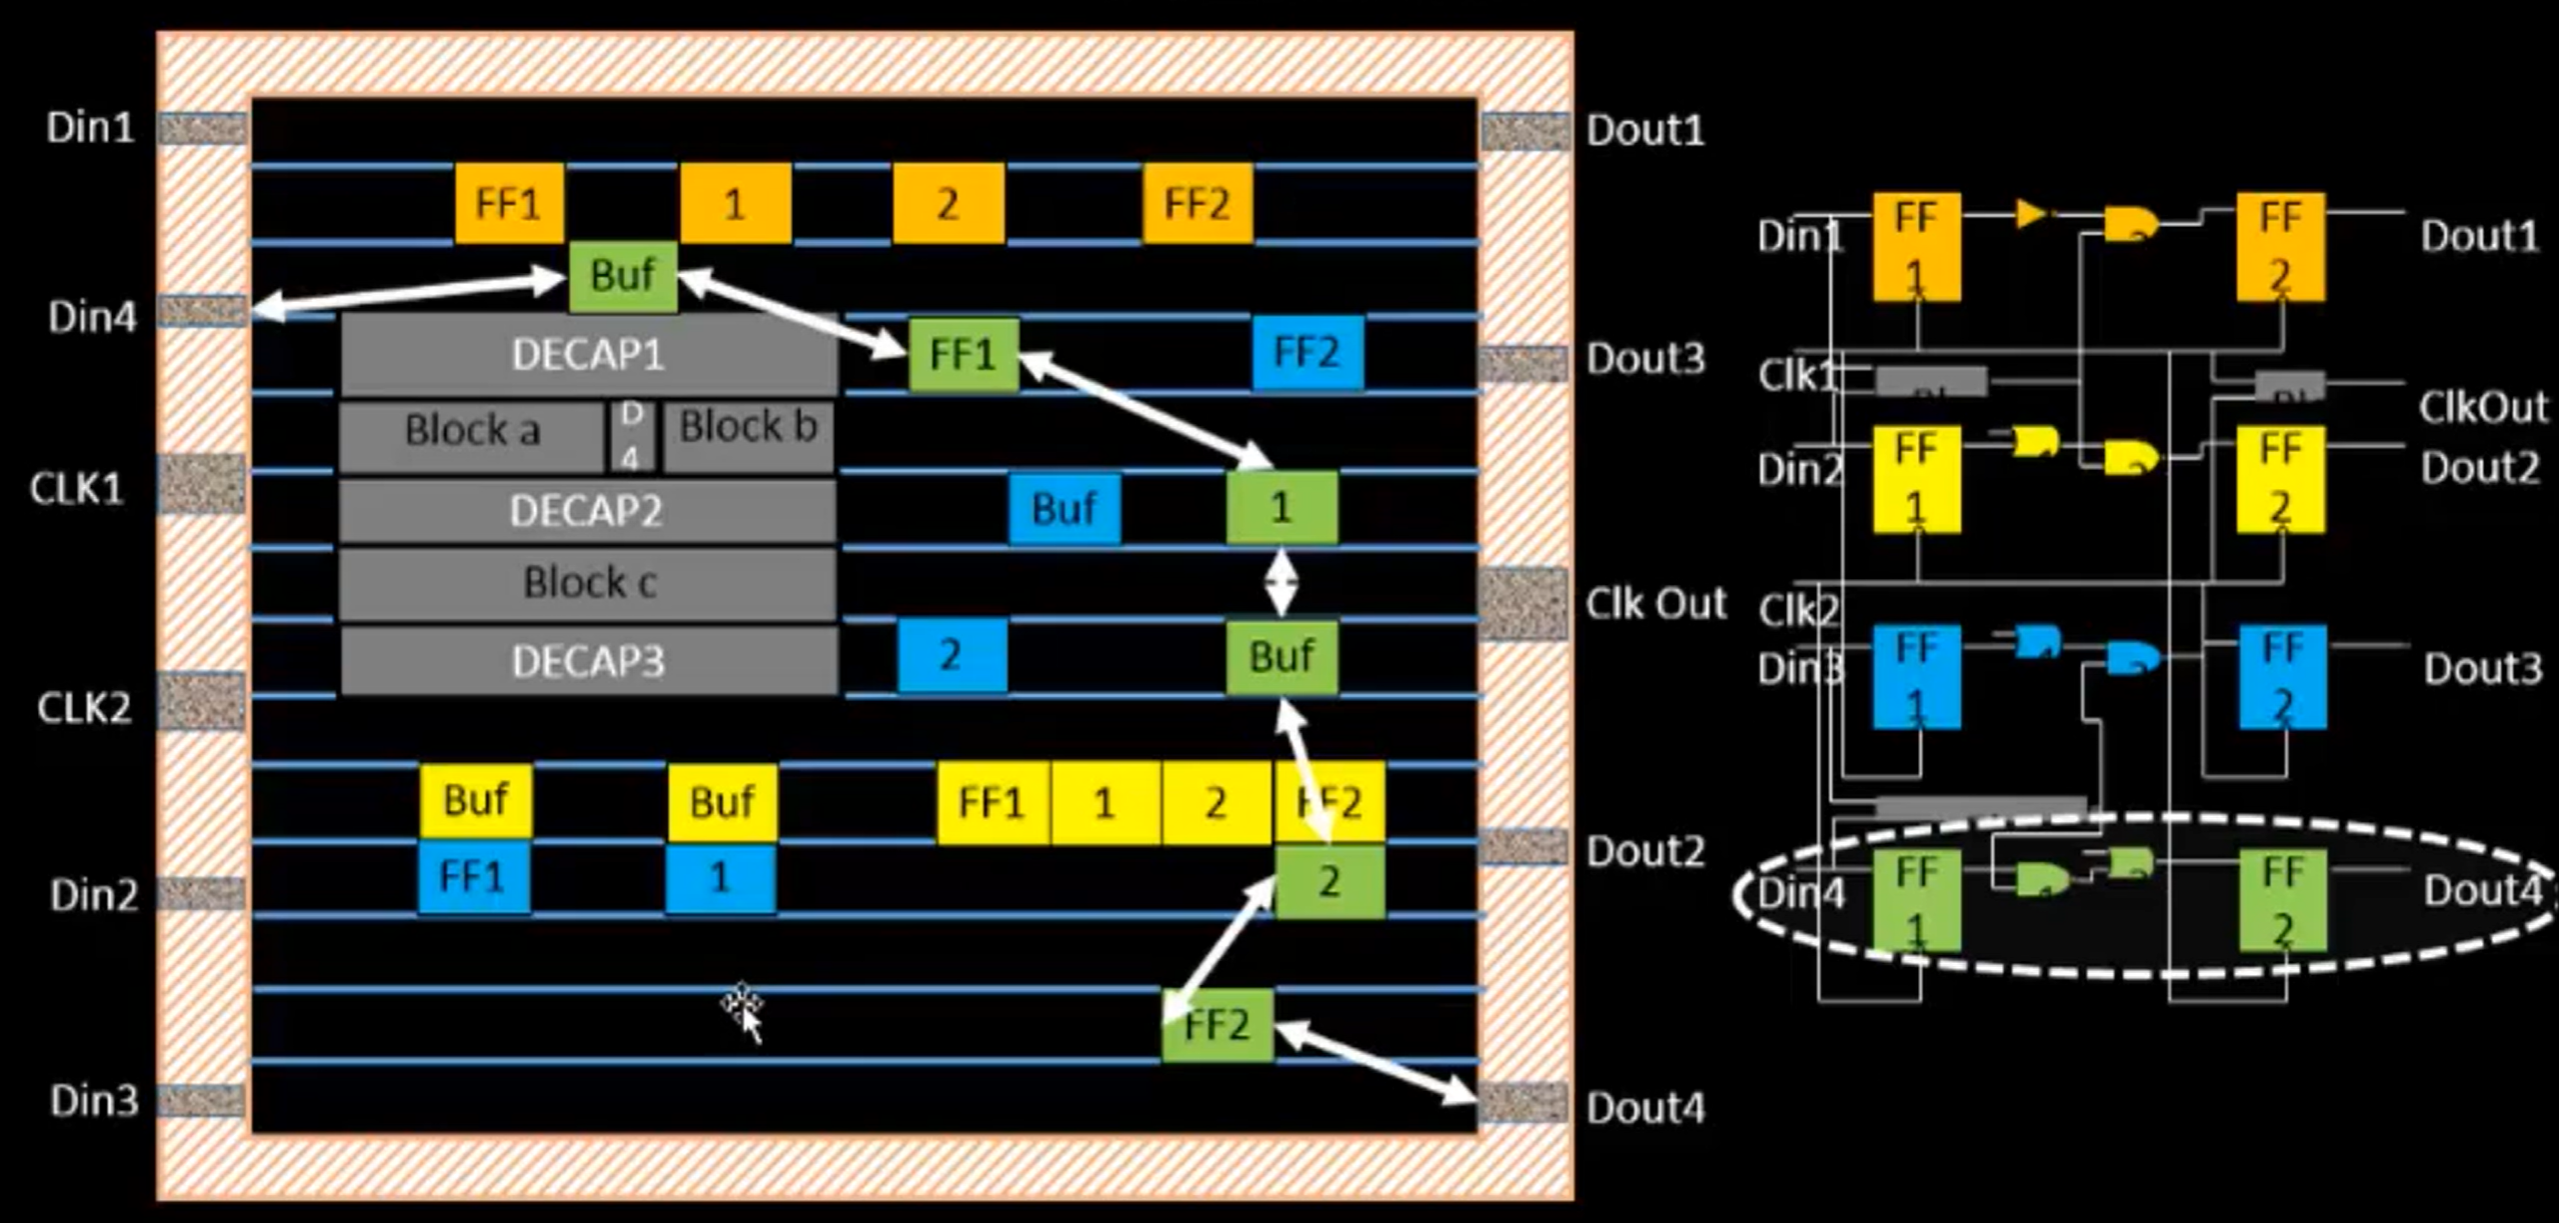 Din1
Dout1
FF1 1 2 FF2
Buf
Din4
DECAP1
FF1
FF2
Dout3
Block a
D
4
Block b
CLK1
DECAP2
Buf
1
Block c
Clk Out
DECAP3
2
Buf
CLK2
Buf
Buf
FF1 1 2 FF2
Dout2
Din2
FF1
1
2
FF2
Din3
Dout4
Din1
FF
1
FF
2
Dout1
Clk1
ClkOut
Din2
FF
1
FF
2
Dout2
Clk2
Din3
FF
1
FF
2
Dout3
Din4
FF
1
FF
2
Dout4